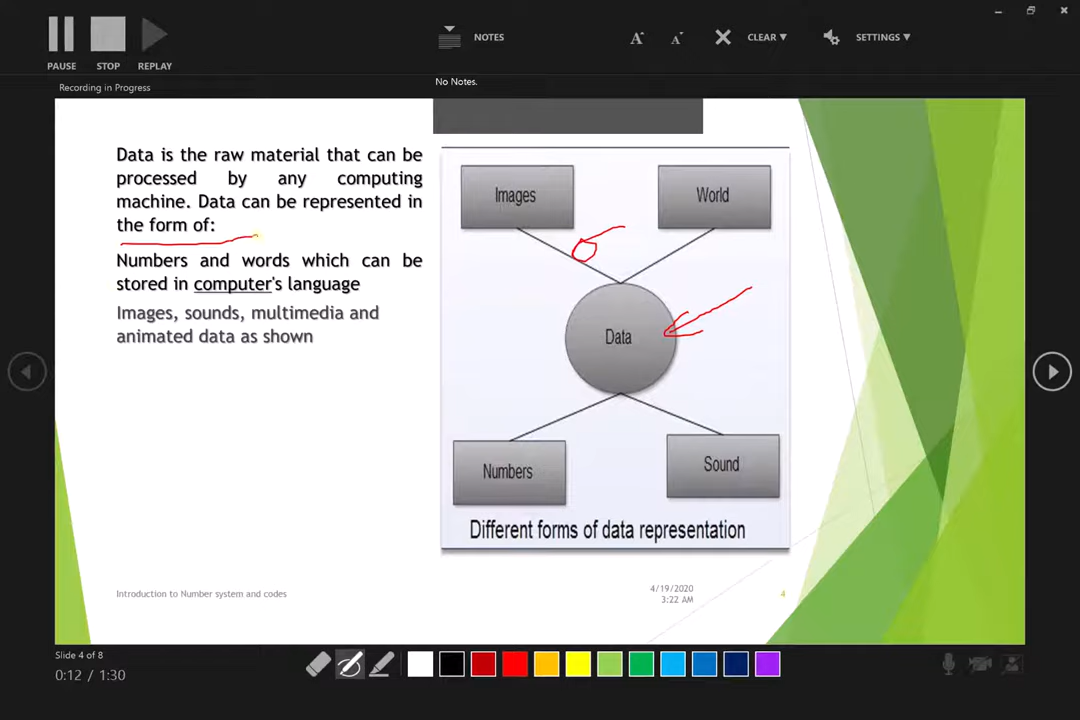 PAUSE STOP REPLAY NOTES A A CLEAR SETTINGS
Recording in Progress
No Notes.
Data is the raw material that can be
processed by any computing
machine. Data can be represented in
the form of:
Numbers and words which can be
stored in computer's language
Images, sounds, multimedia and
animated data as shown
Images World
Data
Numbers Sound
Different forms of data representation
Introduction to Number system and codes
4/19/2020
3:22 AM
4
Slide 4 of 8
0:12 / 1:30